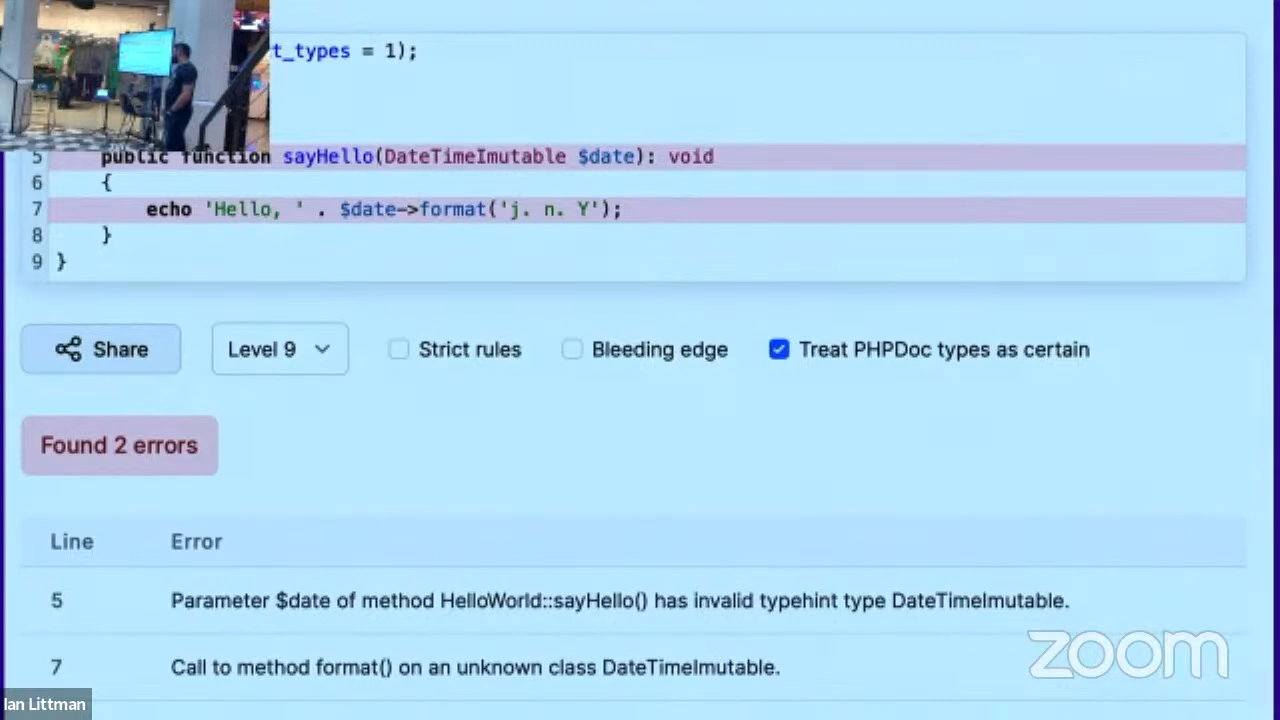 t_types = 1);
5 public function sayHello(DateTimeImutable $date): void
6 {
7 echo 'Hello, ' . $date->format('j. n. Y');
8 }
9 }
Share Level 9 Strict rules Bleeding edge Treat PHPDoc types as certain
Found 2 errors
Line Error
5 Parameter $date of method HelloWorld::sayHello() has invalid typehint type DateTimeImutable.
7 Call to method format() on an unknown class DateTimeImutable.
zoom
Ian Littman